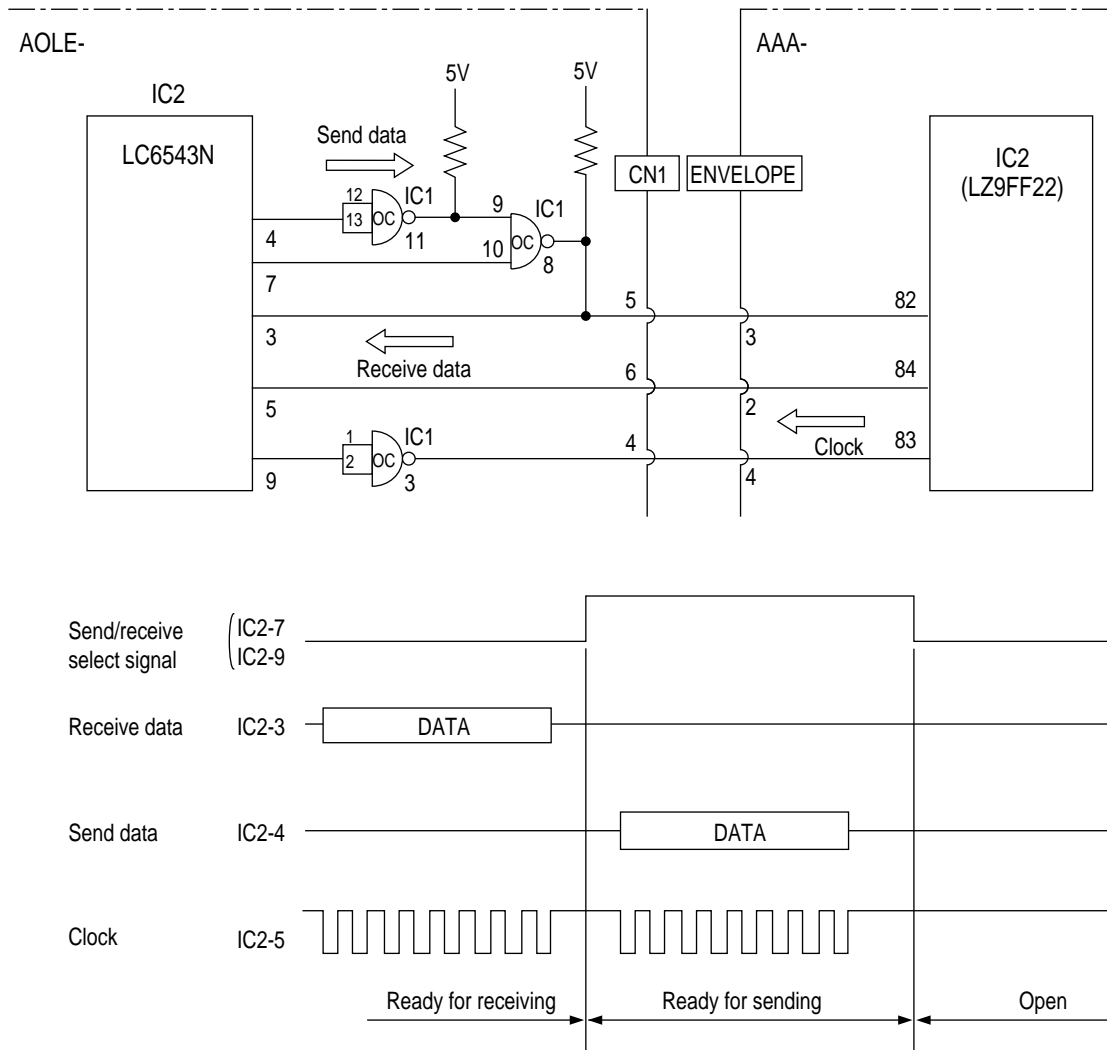 AOLE-
AAA-
5V
5V
IC2
LC6543N
Send data
CN1
ENVELOPE
IC2
(LZ9FF22)
12
13
OC
IC1
11
9
10
OC
IC1
8
4
7
5
82
3
3
Receive data
6
84
5
2
Clock
1
2
OC
IC1
3
4
83
9
4
Send/receive
select signal
IC2-7
IC2-9
Receive data
IC2-3
DATA
Send data
IC2-4
DATA
Clock
IC2-5
Ready for receiving
Ready for sending
Open